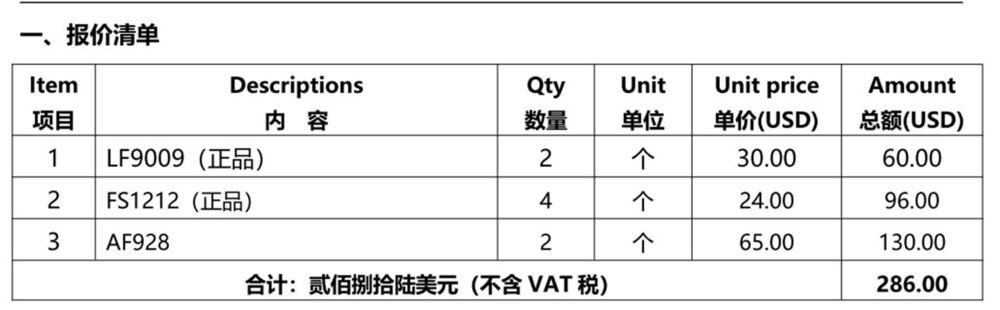 一、报价清单
Item Descriptions Qty Unit Unit price Amount
项目 内 容 数量 单位 单价(USD) 总额(USD)
1 LF9009（正品） 2 个 30.00 60.00
2 FS1212（正品） 4 个 24.00 96.00
3 AF928 2 个 65.00 130.00
合计：贰佰捌拾陆美元（不含 VAT 税） 286.00